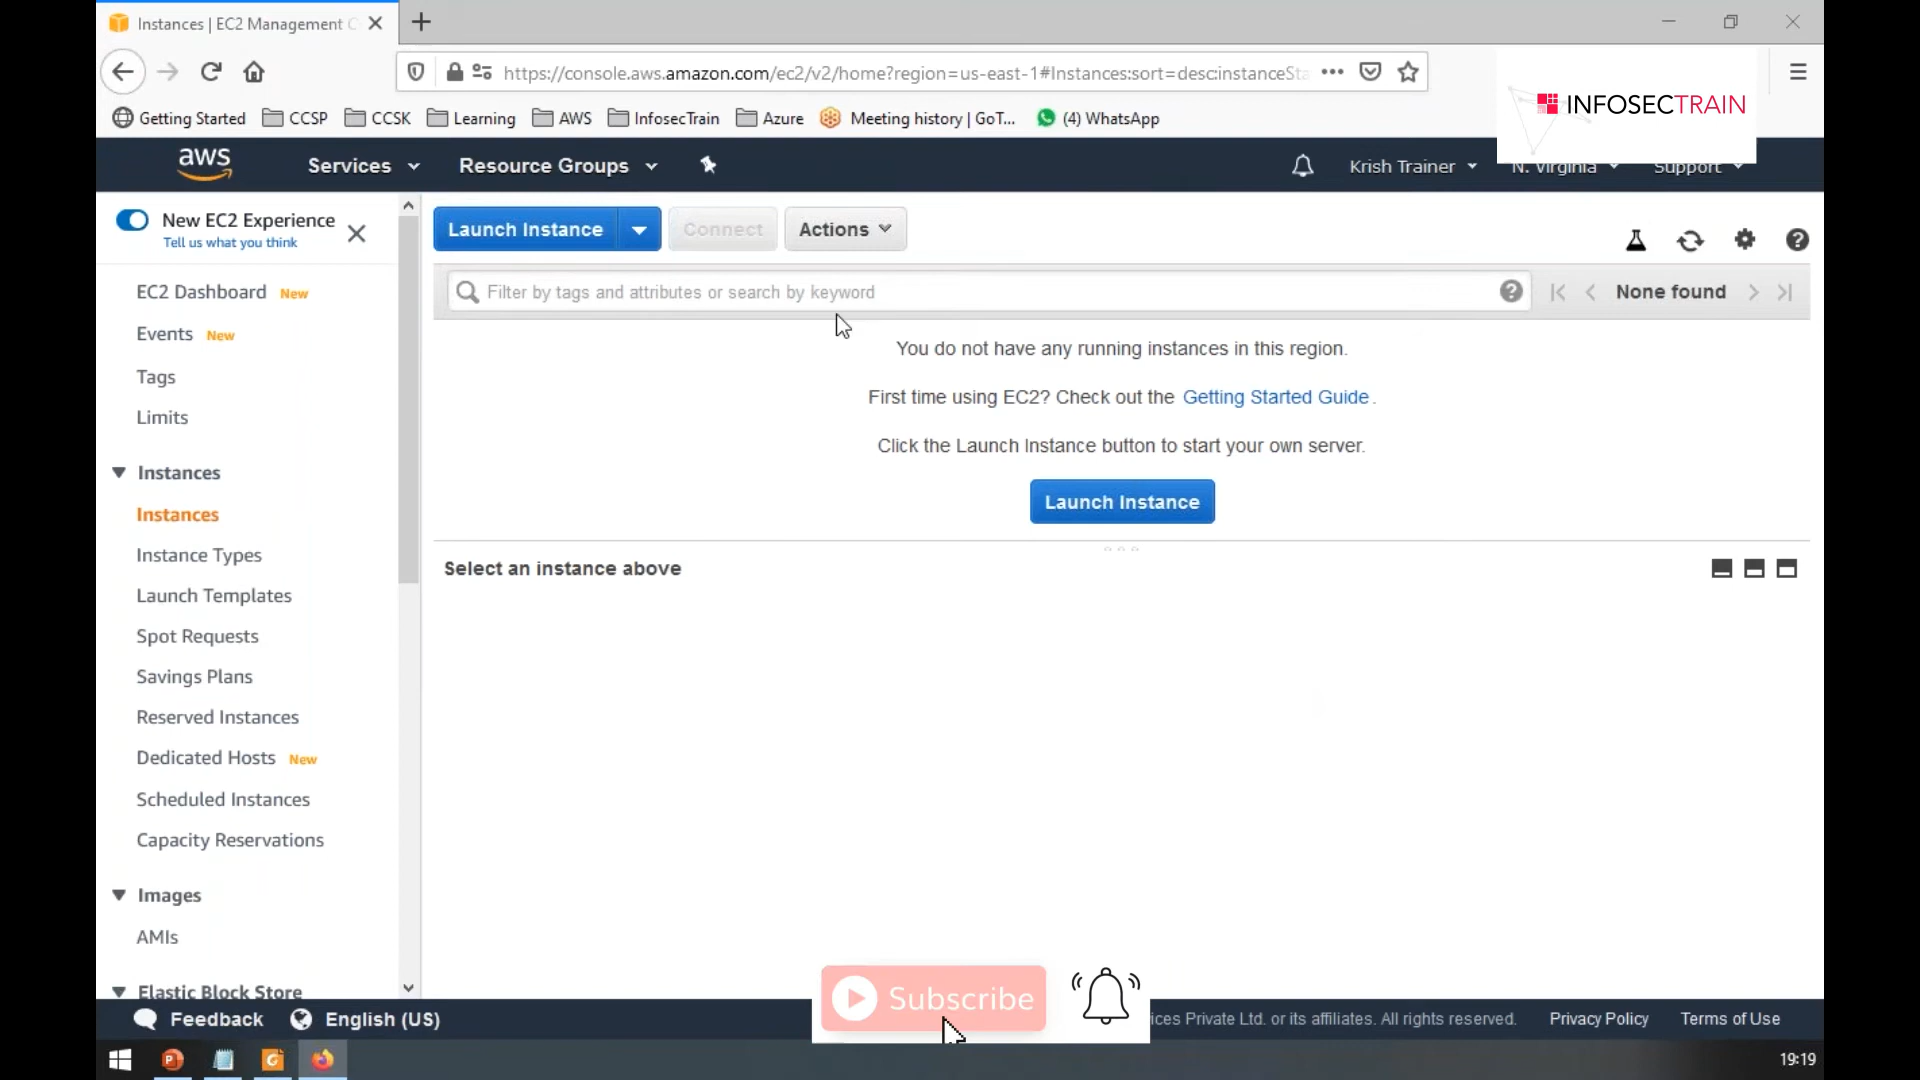 Instances | EC2 Management C
https://console.aws.amazon.com/ec2/v2/home?region=us-east-1#Instances:sort=desc:instanceSta
Getting Started CCSP CCSK Learning AWS InfosecTrain Azure Meeting history | GoT... (4) WhatsApp
INFOSECTRAIN
aws Services Resource Groups Krish Trainer N. Virginia Support
New EC2 Experience
Tell us what you think
Launch Instance Connect Actions
EC2 Dashboard New
Filter by tags and attributes or search by keyword None found
Events New
You do not have any running instances in this region.
Tags
First time using EC2? Check out the Getting Started Guide.
Limits
Click the Launch Instance button to start your own server.
Instances
Launch Instance
Instances
Instance Types
Select an instance above
Launch Templates
Spot Requests
Savings Plans
Reserved Instances
Dedicated Hosts New
Scheduled Instances
Capacity Reservations
Images
AMIs
Elastic Block Store
Subscribe
Feedback English (US) ices Private Ltd. or its affiliates. All rights reserved. Privacy Policy Terms of Use
19:19